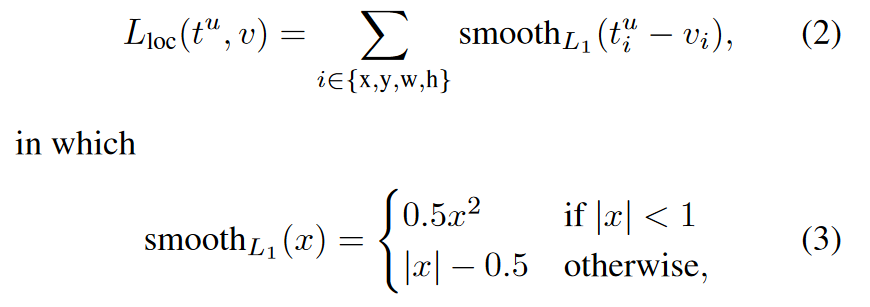 L_loc(t^u, v) = ∑_{i∈{x,y,w,h}} smooth_{L_1}(t_i^u − v_i), (2)
in which
smooth_{L_1}(x) = { 0.5x^2 if |x| < 1
|x| − 0.5 otherwise, (3)